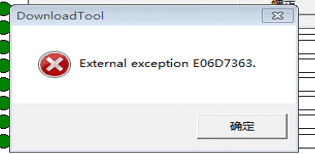 DownloadTool
External exception E06D7363.
确定